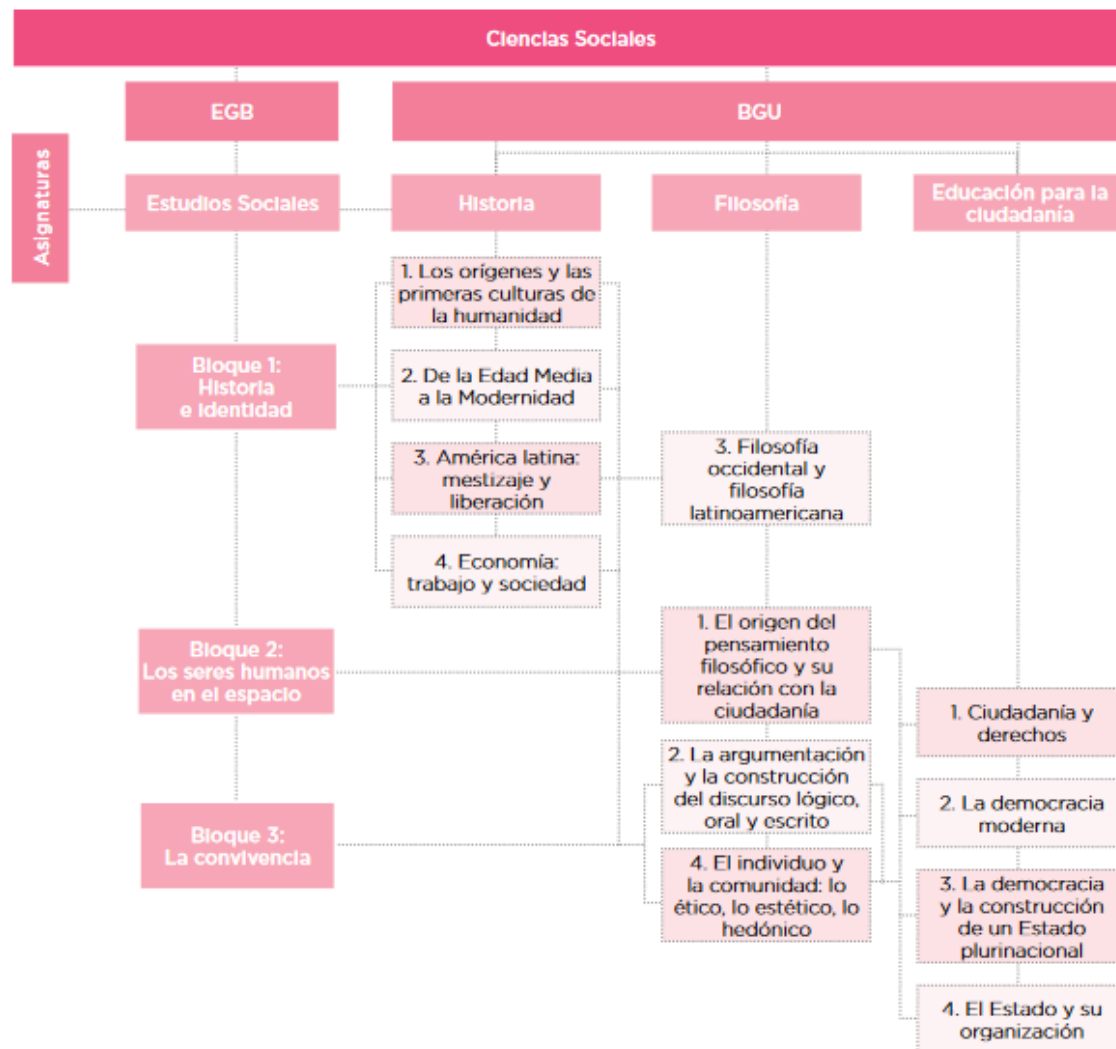 Ciencias Sociales
EGB
BGU
Asignaturas
Estudios Sociales
Historia
Filosofía
Educación para la
ciudadanía
1. Los orígenes y las
primeras culturas de
la humanidad
Bloque 1:
Historia
e identidad
2. De la Edad Media
a la Modernidad
3. América latina:
mestizaje y
liberación
3. Filosofía
occidental y
filosofía
latinoamericana
4. Economía:
trabajo y sociedad
Bloque 2:
Los seres humanos
en el espacio
1. El origen del
pensamiento
filosófico y su
relación con la
ciudadanía
1. Ciudadanía y
derechos
2. La argumentación
y la construcción
del discurso lógico,
oral y escrito
2. La democracia
moderna
Bloque 3:
La convivencia
4. El individuo y
la comunidad: lo
ético, lo estético, lo
hedónico
3. La democracia
y la construcción
de un Estado
plurinacional
4. El Estado y su
organización